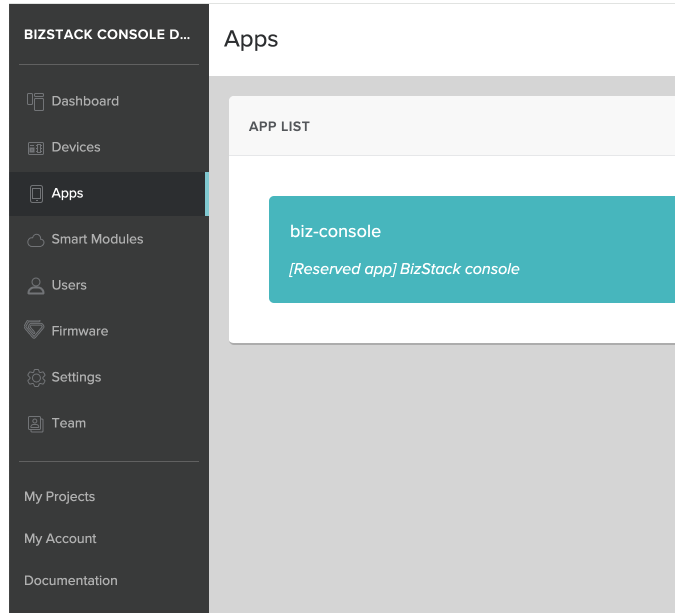 BIZSTACK CONSOLE D...
Dashboard
Devices
Apps
Smart Modules
Users
Firmware
Settings
Team
My Projects
My Account
Documentation
Apps
APP LIST
biz-console
[Reserved app] BizStack console